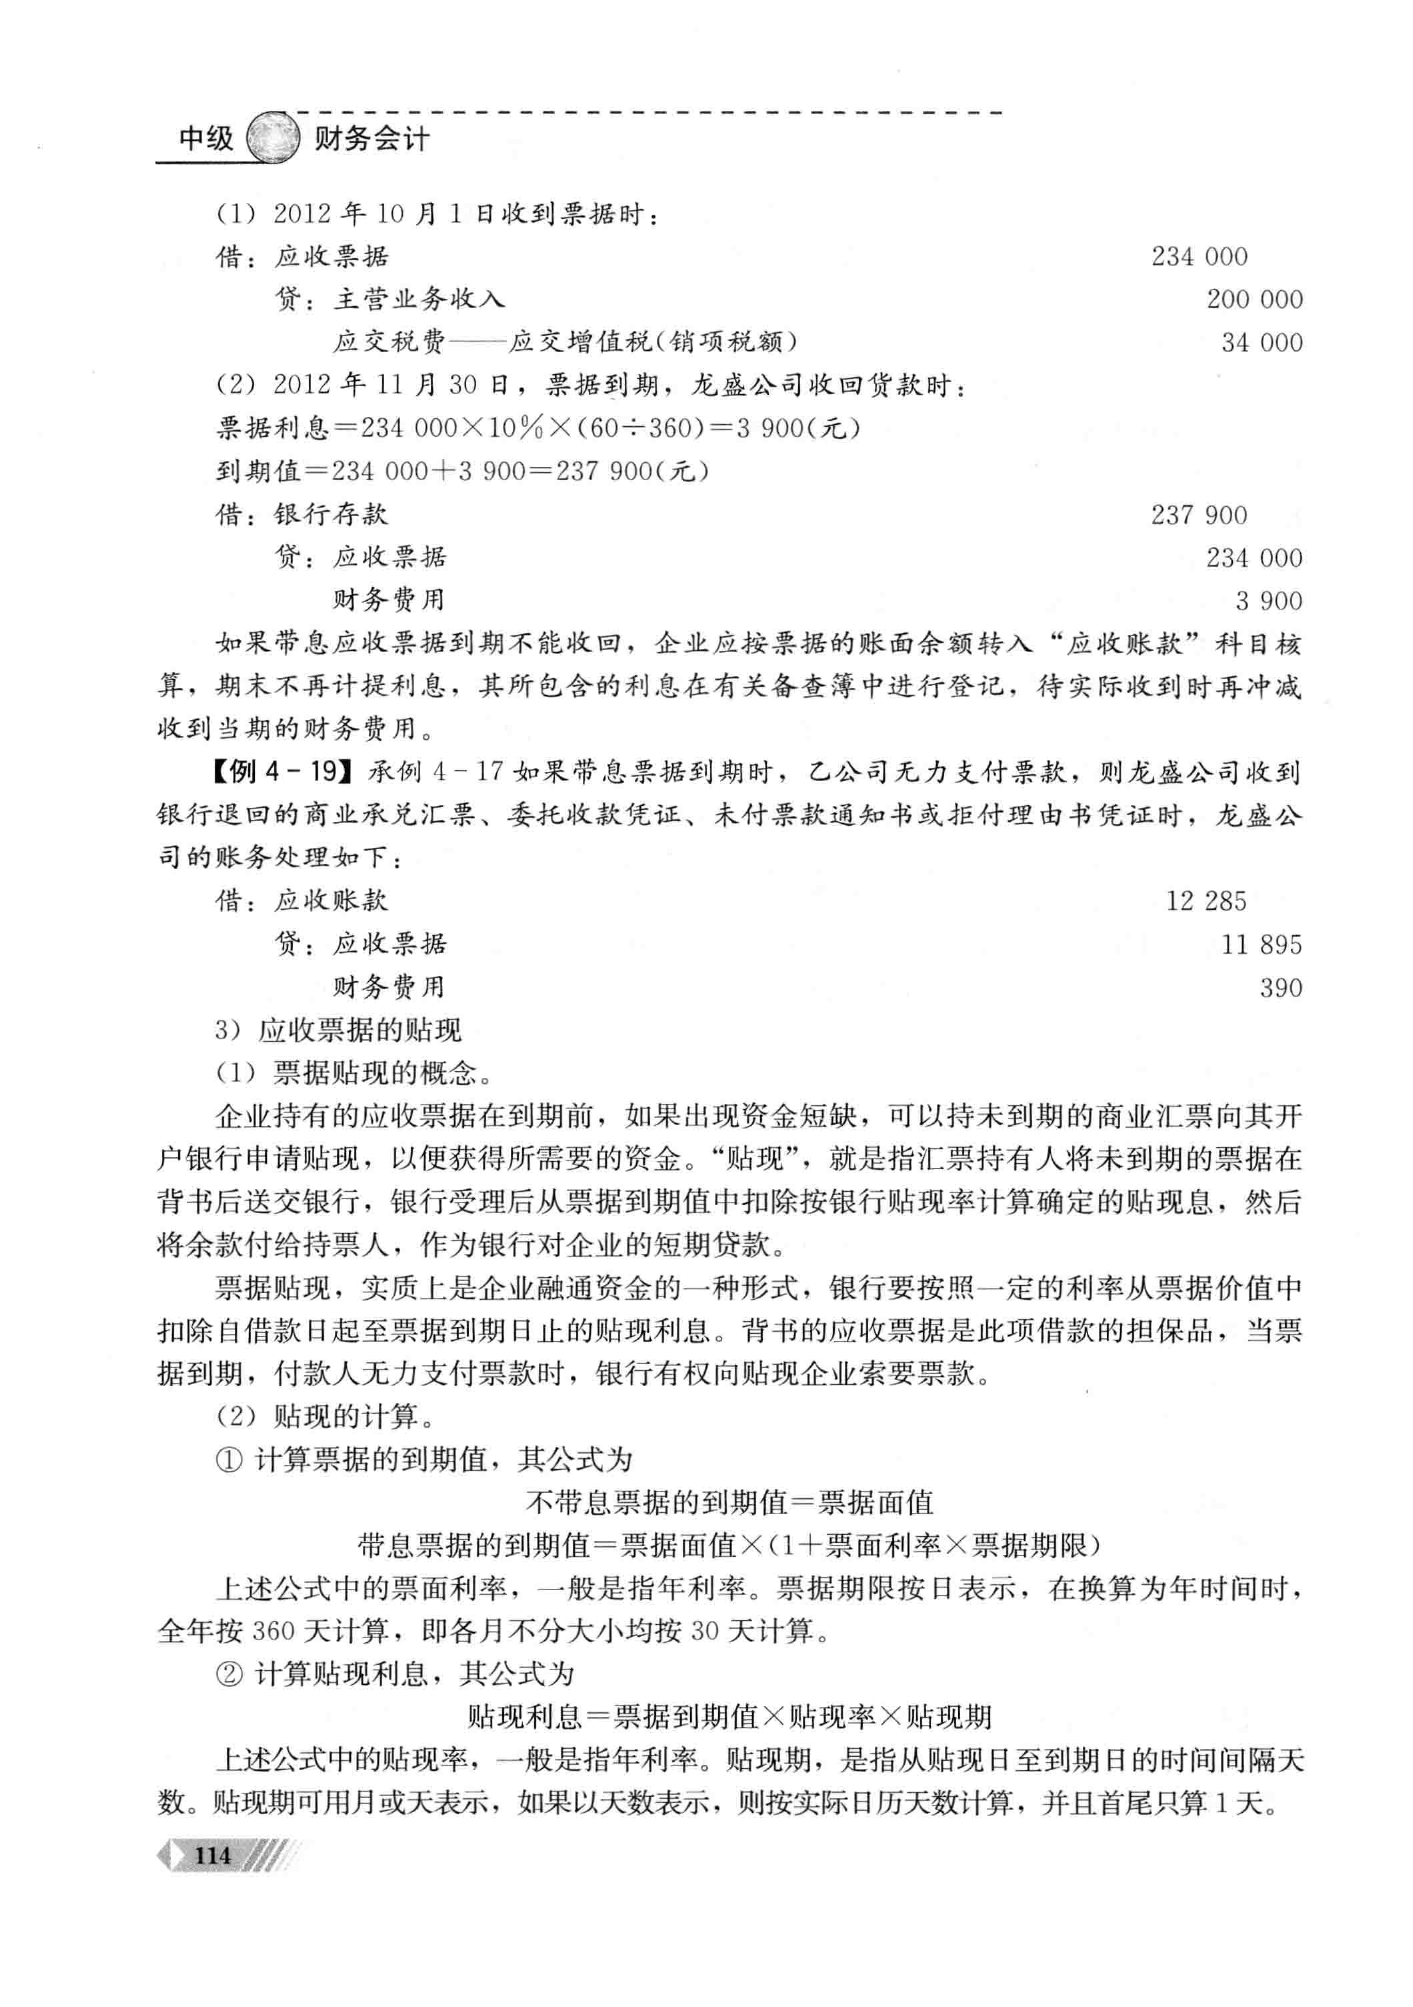 中级 财务会计
(1) 2012 年 10 月 1 日收到票据时:
借:应收票据 234 000
贷:主营业务收入 200 000
应交税费——应交增值税(销项税额) 34 000
(2) 2012 年 11 月 30 日,票据到期,龙盛公司收回货款时:
票据利息=234 000×10%×(60÷360)=3 900(元)
到期值=234 000+3 900=237 900(元)
借:银行存款 237 900
贷:应收票据 234 000
财务费用 3 900
如果带息应收票据到期不能收回,企业应按票据的账面余额转入“应收账款”科目核
算,期末不再计提利息,其所包含的利息在有关备查簿中进行登记,待实际收到时再冲减
收到当期的财务费用。
【例 4-19】承例 4-17 如果带息票据到期时,乙公司无力支付票款,则龙盛公司收到
银行退回的商业承兑汇票、委托收款凭证、未付票款通知书或拒付理由书凭证时,龙盛公
司的账务处理如下:
借:应收账款 12 285
贷:应收票据 11 895
财务费用 390
3) 应收票据的贴现
(1) 票据贴现的概念。
企业持有的应收票据在到期前,如果出现资金短缺,可以持未到期的商业汇票向其开
户银行申请贴现,以便获得所需要的资金。“贴现”,就是指汇票持有人将未到期的票据在
背书后送交银行,银行受理后从票据到期值中扣除按银行贴现率计算确定的贴现息,然后
将余款付给持票人,作为银行对企业的短期贷款。
票据贴现,实质上是企业融通资金的一种形式,银行要按照一定的利率从票据价值中
扣除自借款日起至票据到期日止的贴现利息。背书的应收票据是此项借款的担保品,当票
据到期,付款人无力支付票款时,银行有权向贴现企业索要票款。
(2) 贴现的计算。
① 计算票据的到期值,其公式为
不带息票据的到期值=票据面值
带息票据的到期值=票据面值×(1+票面利率×票据期限)
上述公式中的票面利率,一般是指年利率。票据期限按日表示,在换算为年时间时,
全年按 360 天计算,即各月不分大小均按 30 天计算。
② 计算贴现利息,其公式为
贴现利息=票据到期值×贴现率×贴现期
上述公式中的贴现率,一般是指年利率。贴现期,是指从贴现日至到期日的时间间隔天
数。贴现期可用月或天表示,如果以天数表示,则按实际日历天数计算,并且首尾只算 1 天。
114